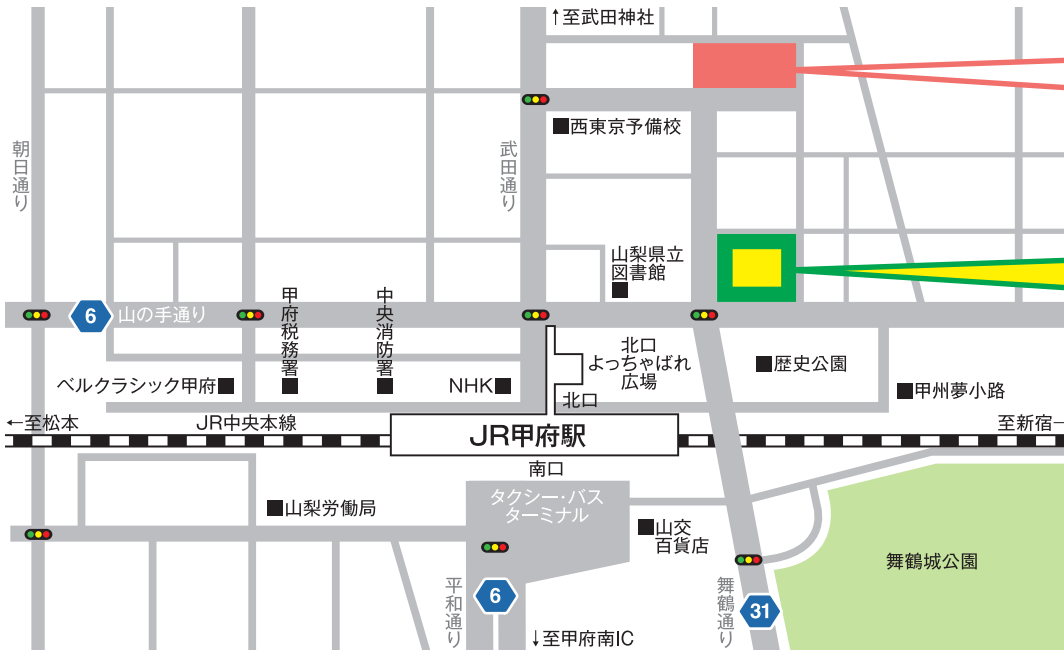 ↑至武田神社
■西東京予備校
朝日通り
武田通り
山梨県立
図書館
6
山の手通り
甲府税務署
中央消防署
北口
よっちゃばれ
広場
歴史公園
ベルクラシック甲府
NHK
甲州夢小路
北口
←至松本
JR中央本線
JR甲府駅
至新宿→
南口
タクシー・バス
ターミナル
山梨労働局
山交
百貨店
舞鶴城公園
平和通り
6
舞鶴通り
31
↓至甲府南IC